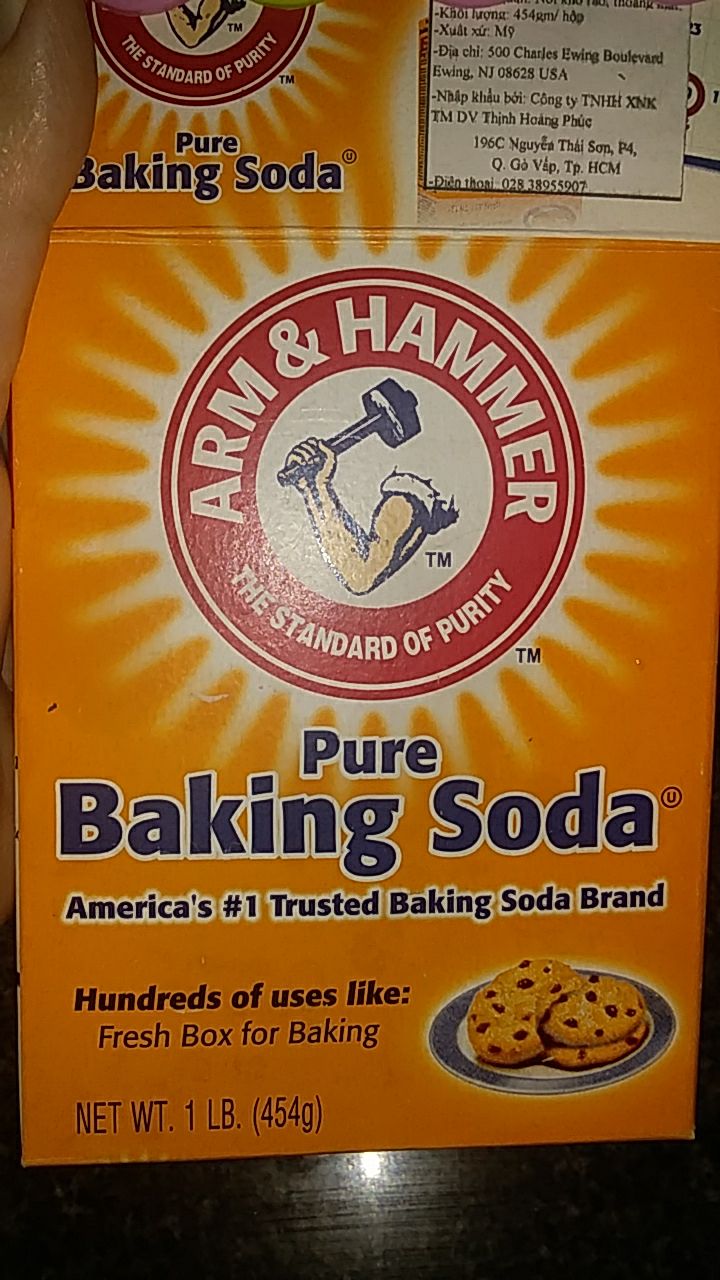 THE STANDARD OF PURITY
TM
TM
Pure
Baking Soda
U
-Khối lượng: 454gm/ hộp
-Xuất xứ: Mỹ
-Địa chỉ: 500 Charles Ewing Boulevard
Ewing, NJ 08628 USA
-Nhập khẩu bởi: Công ty TNHH XNK
TM DV Thịnh Hoàng Phúc
196C Nguyễn Thái Sơn, P4,
Q. Gò Vấp, Tp. HCM
-Điện thoại 028 38955907
ARM & HAMMER
TM
THE STANDARD OF PURITY
TM
Pure
Baking Soda
U
America's #1 Trusted Baking Soda Brand
Hundreds of uses like:
Fresh Box for Baking
NET WT. 1 LB. (454g)